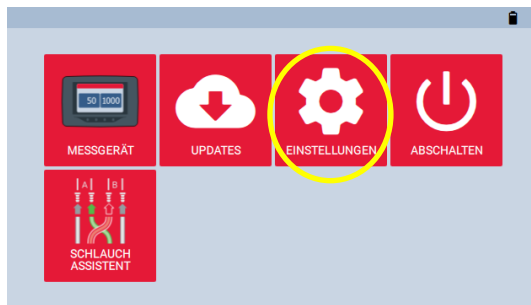 50 1000
MESSGERÄT
UPDATES
EINSTELLUNGEN
ABSCHALTEN
|A| |B|
SCHLAUCH
ASSISTENT